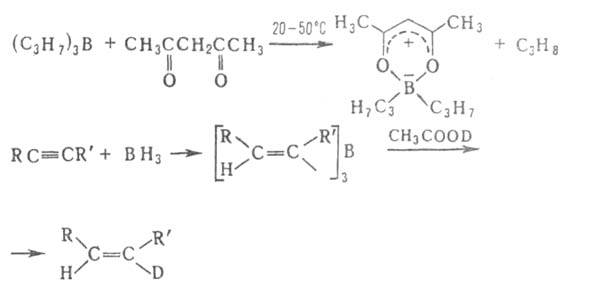 (C₃H₇)₃B + CH₃CCH₂CCH₃ 20-50°C H₃C CH₃ + C₃H₈
O O + O O
B −
H₇C₃ C₃H₇
RC≡CR′ + BH₃ → [R H C=C R′]₃ B CH₃COOD
→ R H C=C R′ D